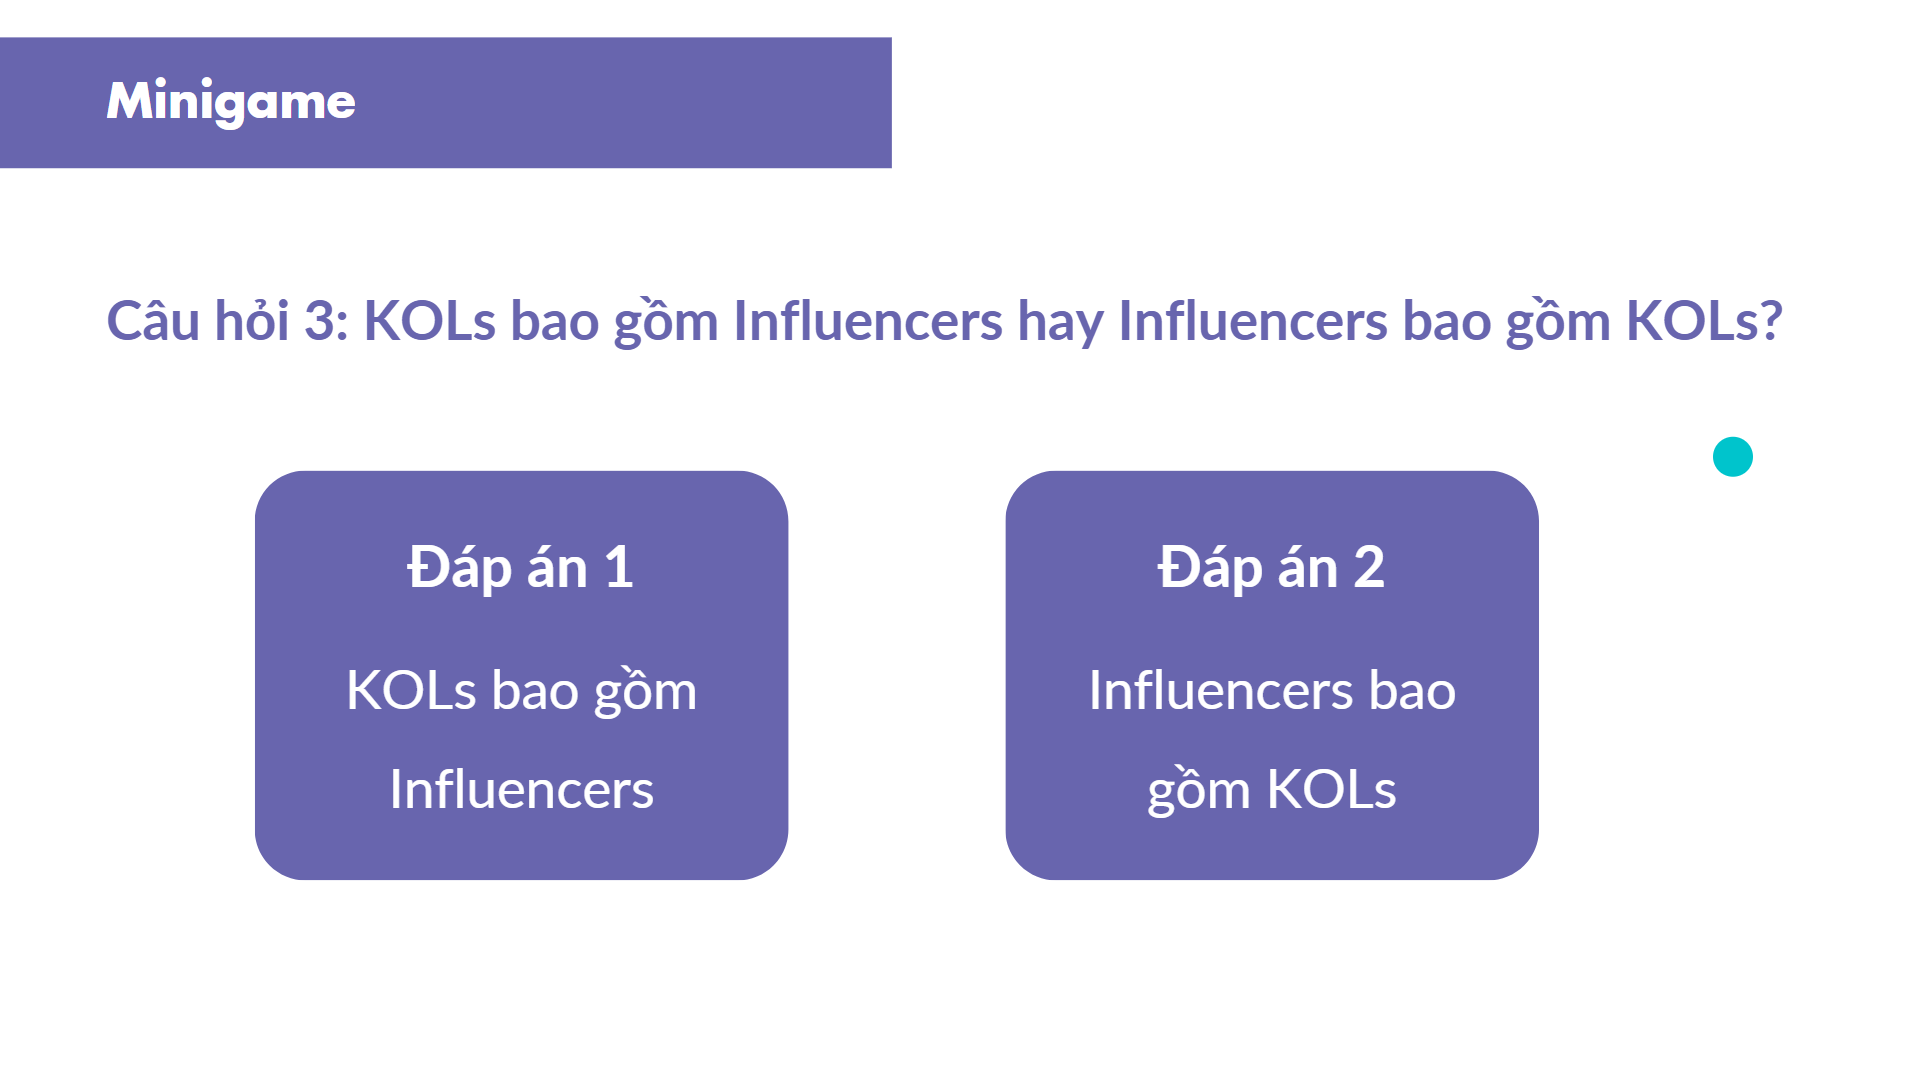 Minigame
Câu hỏi 3: KOLs bao gồm Influencers hay Influencers bao gồm KOLs?
Đáp án 1
KOLs bao gồm
Influencers
Đáp án 2
Influencers bao
gồm KOLs